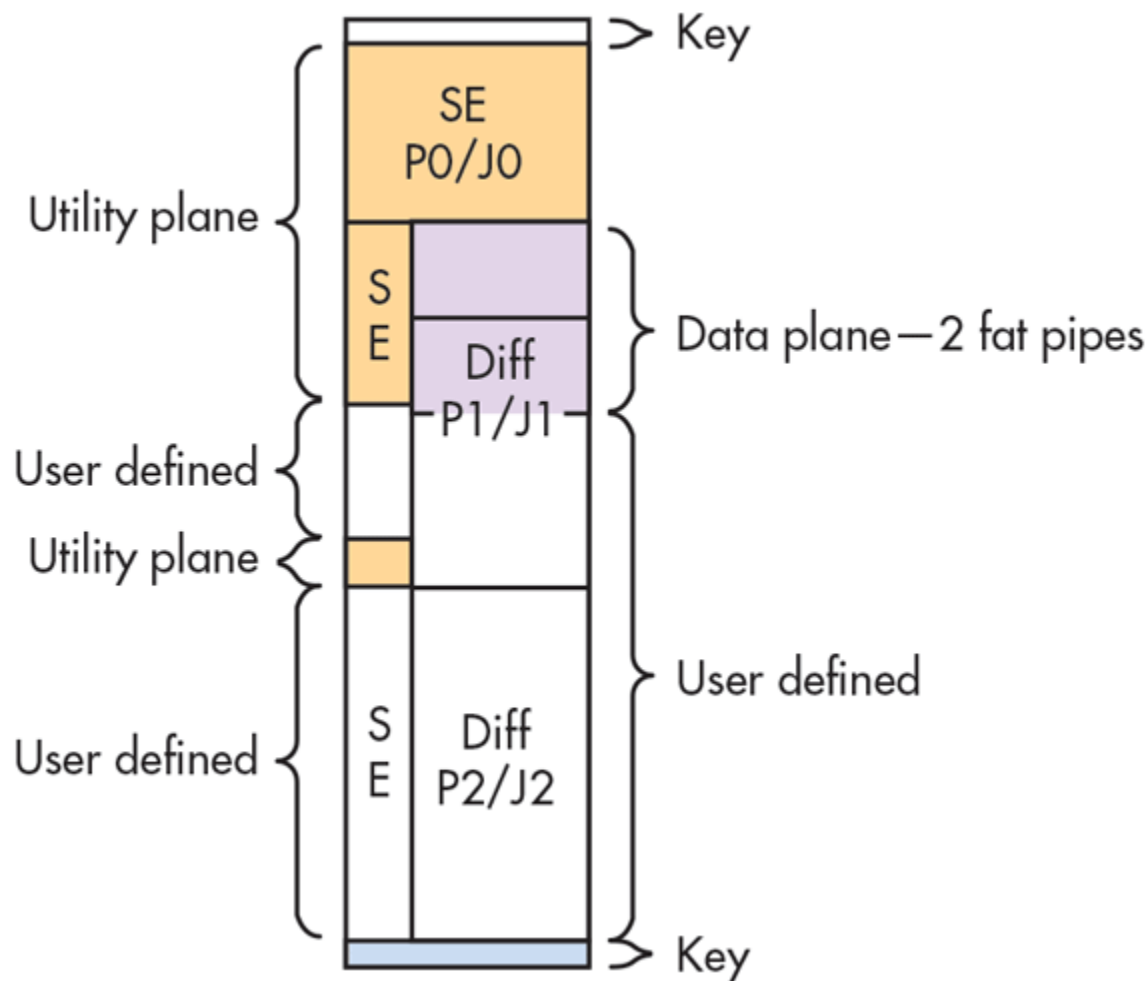 Key
SE
P0/J0
Utility plane
S
E
Data plane—2 fat pipes
Diff
P1/J1
User defined
Utility plane
User defined
S
E
Diff
P2/J2
User defined
Key